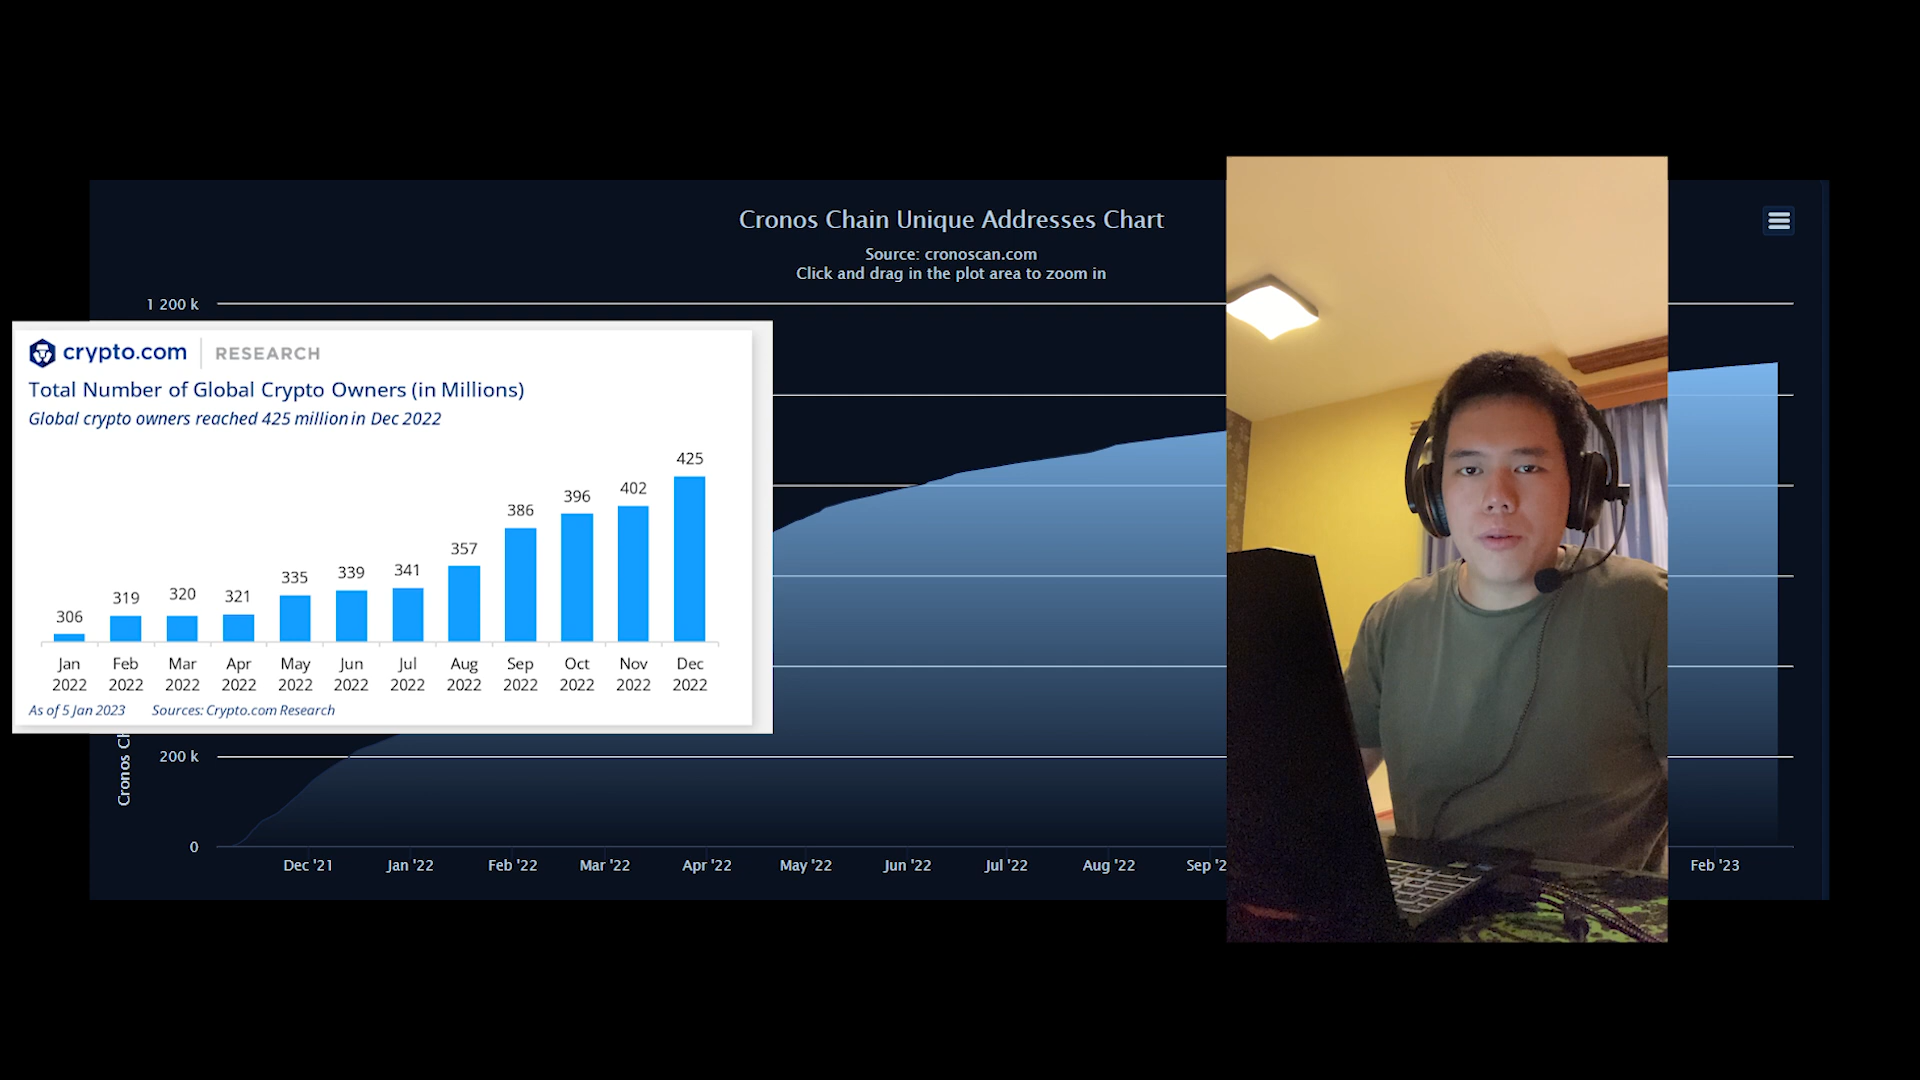 Cronos Chain Unique Addresses Chart
Source: cronoscan.com
Click and drag in the plot area to zoom in
1 200 k
crypto.com RESEARCH
Total Number of Global Crypto Owners (in Millions)
Global crypto owners reached 425 million in Dec 2022
306 319 320 321 335 339 341 357 386 396 402 425
Jan Feb Mar Apr May Jun Jul Aug Sep Oct Nov Dec
2022 2022 2022 2022 2022 2022 2022 2022 2022 2022 2022 2022
As of 5 Jan 2023 Sources: Crypto.com Research
Cronos
200 k
0
Dec '21 Jan '22 Feb '22 Mar '22 Apr '22 May '22 Jun '22 Jul '22 Aug '22 Sep Feb '23